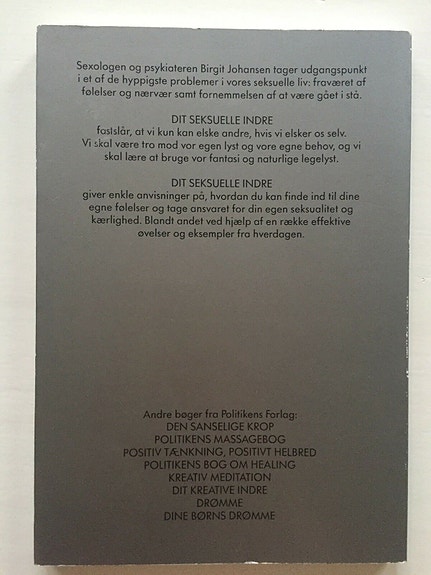 Sexologen og psykiateren Birgit Johansen tager udgangspunkt
i et af de hyppigste problemer i vores seksuelle liv: fraværet af
følelser og nærvær samt fornemmelsen af at være gået i stå.
DIT SEKSUELLE INDRE
fastslår, at vi kun kan elske andre, hvis vi elsker os selv.
Vi skal være tro mod vor egen lyst og vore egne behov, og vi
skal lære at bruge vor fantasi og naturlige legelyst.
DIT SEKSUELLE INDRE
giver enkle anvisninger på, hvordan du kan finde ind til dine
egne følelser og tage ansvaret for din egen seksualitet og
kærlighed. Blandt andet ved hjælp af en række effektive
øvelser og eksempler fra hverdagen.
Andre bøger fra Politikens Forlag:
DEN SANSELIGE KROP
POLITIKENS MASSAGEBOG
POSITIV TÆNKNING, POSITIVT HELBRED
POLITIKENS BOG OM HEALING
KREATIV MEDITATION
DIT KREATIVE INDRE
DRØMME
DINE BØRNS DRØMME